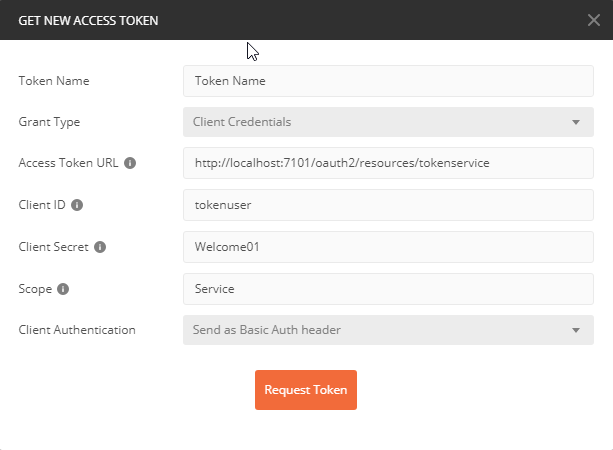 GET NEW ACCESS TOKEN
Token Name Token Name
Grant Type Client Credentials
Access Token URL http://localhost:7101/oauth2/resources/tokenservice
Client ID tokenuser
Client Secret Welcome01
Scope Service
Client Authentication Send as Basic Auth header
Request Token